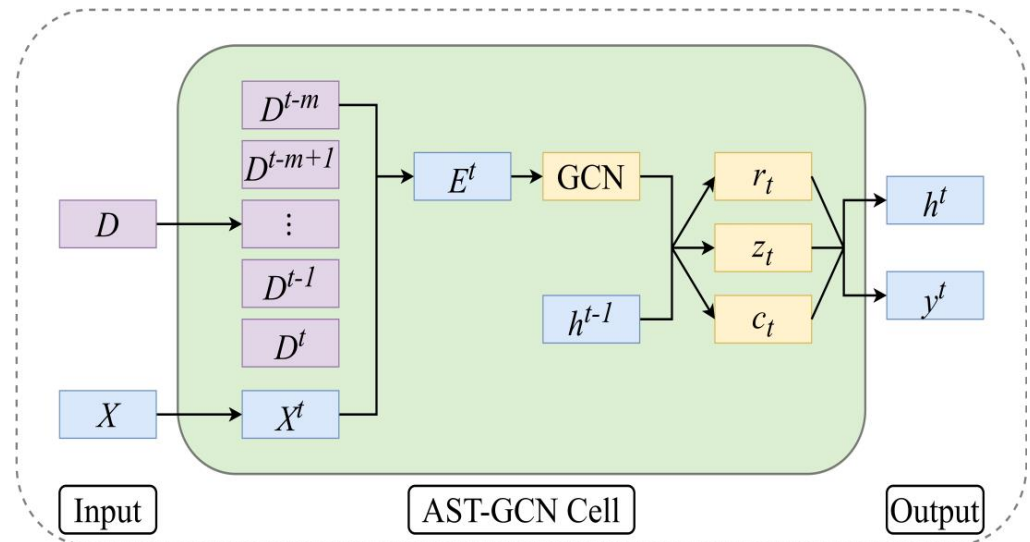 D
X
D^{t-m}
D^{t-m+1}
⋮
D^{t-1}
D^t
X^t
E^t
GCN
h^{t-1}
r_t
z_t
c_t
h^t
y^t
Input
AST-GCN Cell
Output